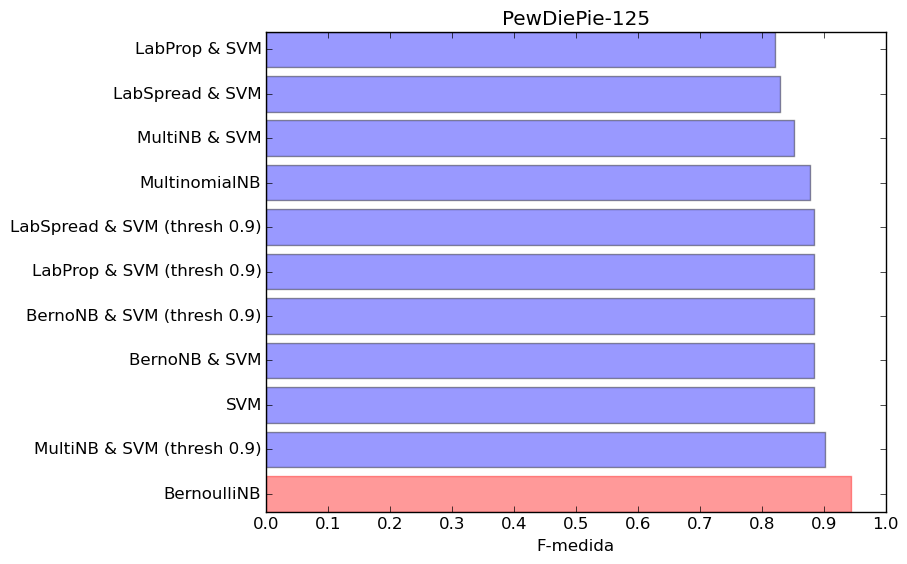 PewDiePie-125
LabProp & SVM
LabSpread & SVM
MultiNB & SVM
MultinomialNB
LabSpread & SVM (thresh 0.9)
LabProp & SVM (thresh 0.9)
BernoNB & SVM (thresh 0.9)
BernoNB & SVM
SVM
MultiNB & SVM (thresh 0.9)
BernoulliNB
0.0 0.1 0.2 0.3 0.4 0.5 0.6 0.7 0.8 0.9 1.0
F-medida